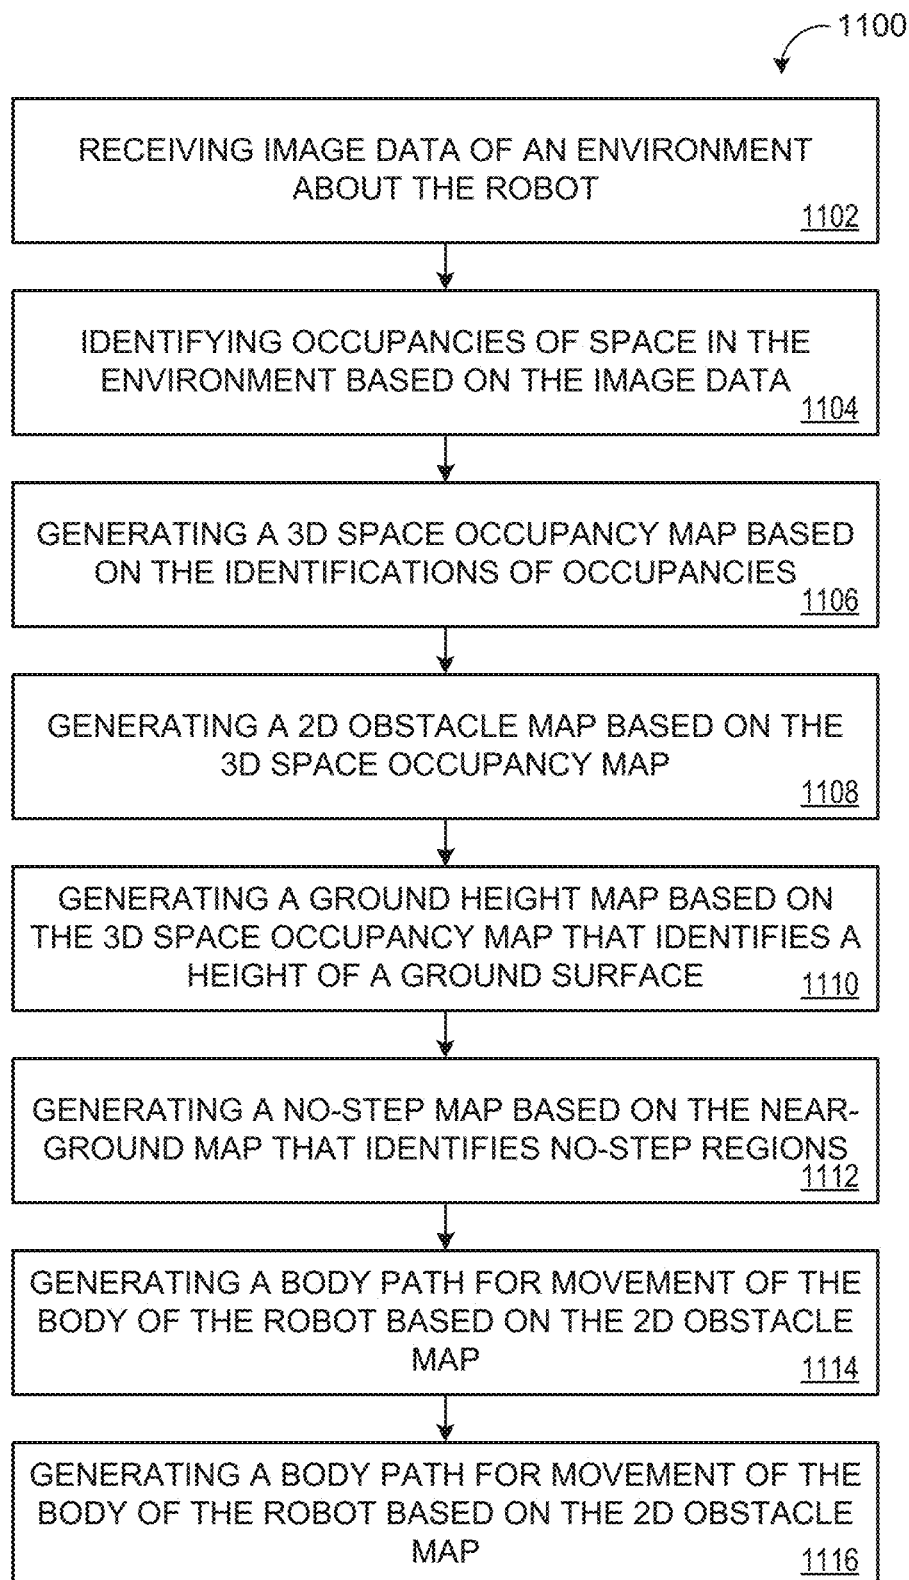 1100
RECEIVING IMAGE DATA OF AN ENVIRONMENT
ABOUT THE ROBOT
1102
IDENTIFYING OCCUPANCIES OF SPACE IN THE
ENVIRONMENT BASED ON THE IMAGE DATA
1104
GENERATING A 3D SPACE OCCUPANCY MAP BASED
ON THE IDENTIFICATIONS OF OCCUPANCIES
1106
GENERATING A 2D OBSTACLE MAP BASED ON THE
3D SPACE OCCUPANCY MAP
1108
GENERATING A GROUND HEIGHT MAP BASED ON
THE 3D SPACE OCCUPANCY MAP THAT IDENTIFIES A
HEIGHT OF A GROUND SURFACE
1110
GENERATING A NO-STEP MAP BASED ON THE NEAR-
GROUND MAP THAT IDENTIFIES NO-STEP REGIONS
1112
GENERATING A BODY PATH FOR MOVEMENT OF THE
BODY OF THE ROBOT BASED ON THE 2D OBSTACLE
MAP
1114
GENERATING A BODY PATH FOR MOVEMENT OF THE
BODY OF THE ROBOT BASED ON THE 2D OBSTACLE
MAP
1116